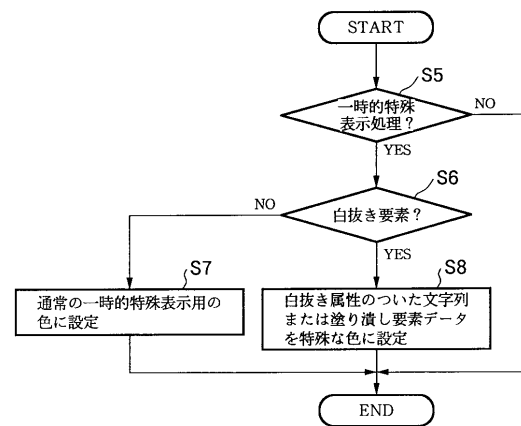 START
S5
一時的特殊
表示処理?
NO
YES
S6
NO
白抜き要素?
YES
S7
S8
通常の一時的特殊表示用の
色に設定
白抜き属性のついた文字列
または塗り潰し要素データ
を特殊な色に設定
END